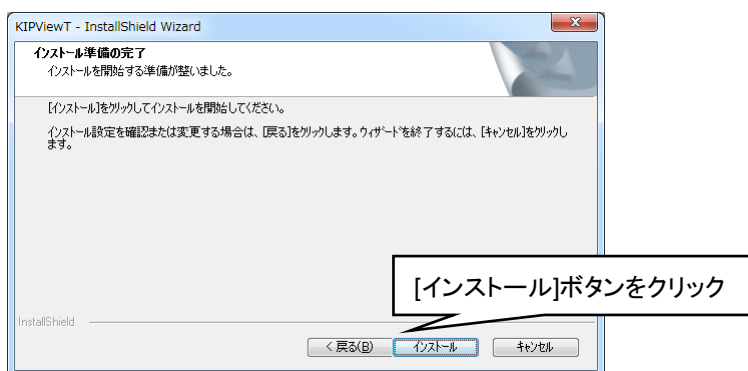 KIPViewT - InstallShield Wizard
インストール準備の完了
インストールを開始する準備が整いました。
[インストール]をクリックしてインストールを開始してください。
インストール設定を確認または変更する場合は、[戻る]をクリックします。ウィザードを終了するには、[キャンセル]をクリックし
ます。
[インストール]ボタンをクリック
InstallShield
< 戻る(B)
インストール
キャンセル